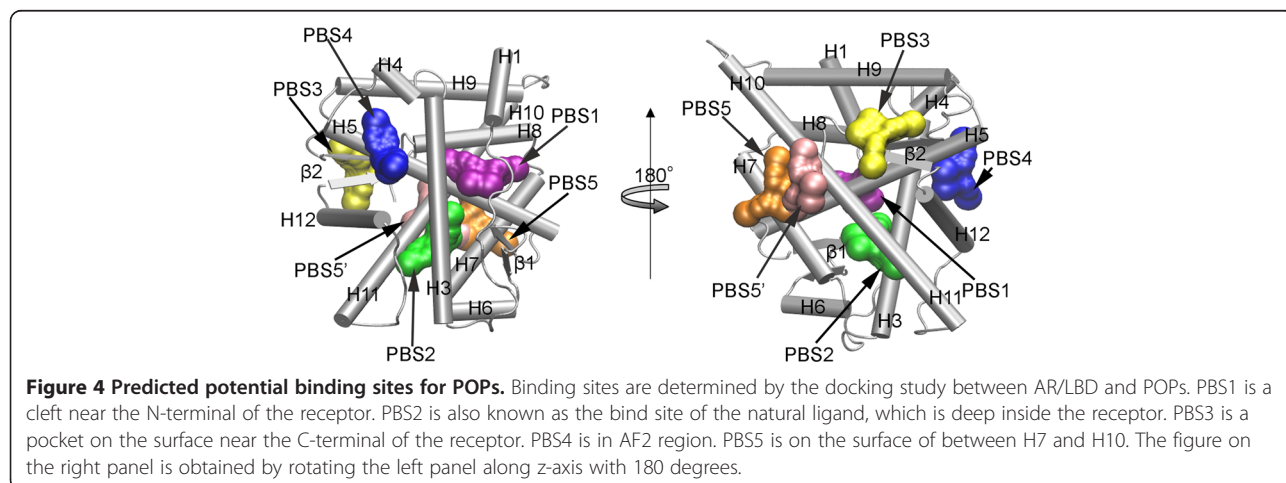 PBS4
H4
H9
H1
PBS3
H10
H5
H8
PBS1
β2
PBS5
H12
PBS5’
H7
β1
H11
H3
H6
PBS2
180°
H1
PBS3
H9
H10
H4
PBS5
H8
H5
β2
PBS4
H7
H12
β1
PBS5’
PBS1
H6
H11
H3
PBS2
Figure 4 Predicted potential binding sites for POPs. Binding sites are determined by the docking study between AR/LBD and POPs. PBS1 is a
cleft near the N-terminal of the receptor. PBS2 is also known as the bind site of the natural ligand, which is deep inside the receptor. PBS3 is a
pocket on the surface near the C-terminal of the receptor. PBS4 is in AF2 region. PBS5 is on the surface of between H7 and H10. The figure on
the right panel is obtained by rotating the left panel along z-axis with 180 degrees.